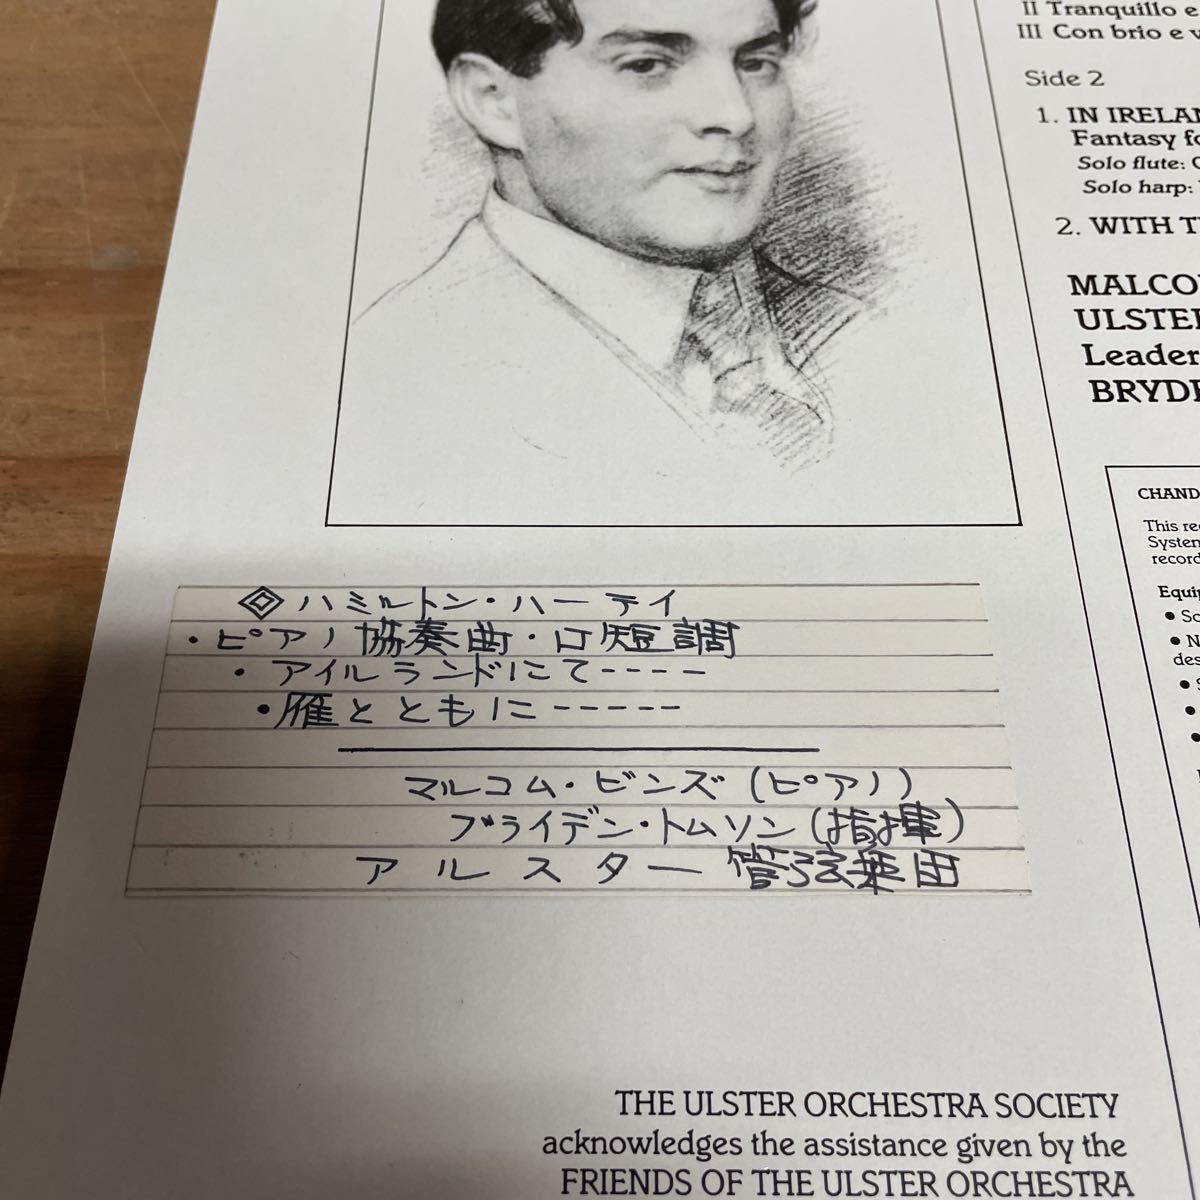 II Tranquillo e
III Con brio e v
Side 2
1. IN IRELAN
Fantasy fo
Solo flute: C
Solo harp:
2. WITH T
MALCO
ULSTER
Leader
BRYDE
CHAND
This re
System
record
Equip
• Sc
• N
des
• S
◈ハミルトン・ハーティ
・ピアノ協奏曲・ロ短調
・アイルランドにて----
・雁とともに-----
マルコム・ビンズ(ピアノ)
ブライデン・トムソン(指揮)
アルスター管弦楽団
THE ULSTER ORCHESTRA SOCIETY
acknowledges the assistance given by the
FRIENDS OF THE ULSTER ORCHESTRA